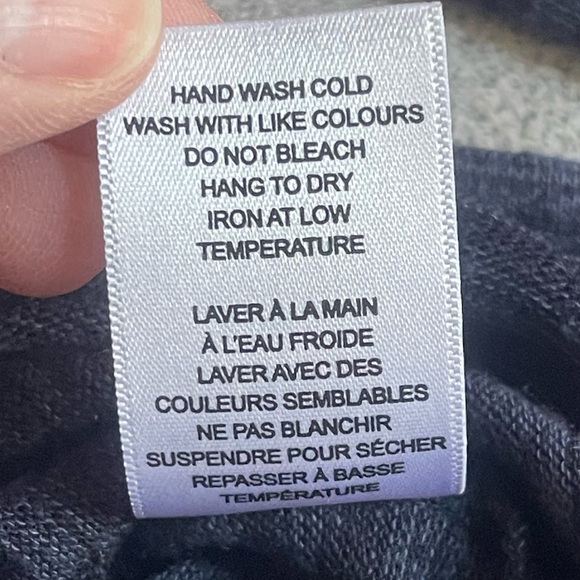 HAND WASH COLD
WASH WITH LIKE COLOURS
DO NOT BLEACH
HANG TO DRY
IRON AT LOW
TEMPERATURE
LAVER À LA MAIN
À L'EAU FROIDE
LAVER AVEC DES
COULEURS SEMBLABLES
NE PAS BLANCHIR
SUSPENDRE POUR SÉCHER
REPASSER À BASSE
TEMPÉRATURE